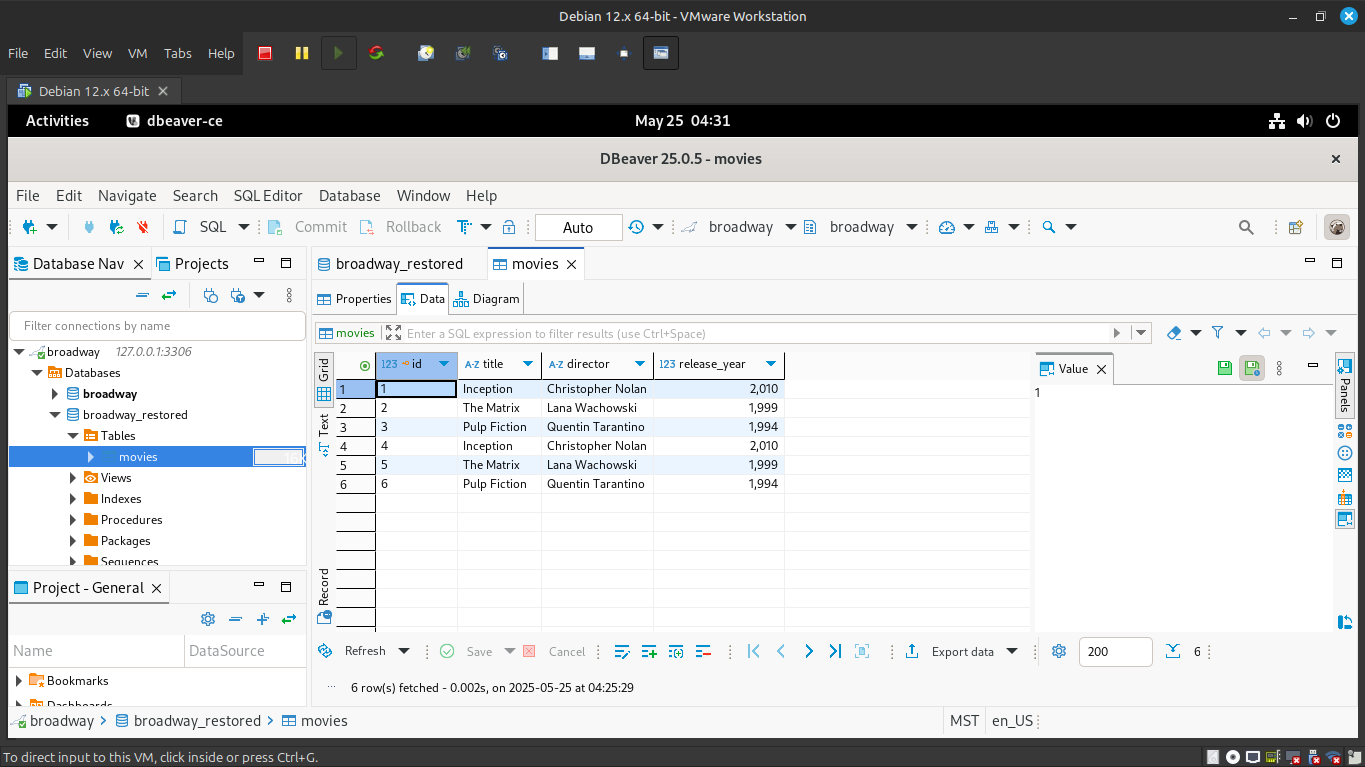 Debian 12.x 64-bit - VMware Workstation
File Edit View VM Tabs Help
Debian 12.x 64-bit
Activities dbeaver-ce May 25 04:31
DBeaver 25.0.5 - movies
File Edit Navigate Search SQL Editor Database Window Help
SQL Commit Rollback Auto broadway broadway
Database Nav Projects
Filter connections by name
broadway 127.0.0.1:3306
Databases
broadway
broadway_restored
Tables
movies
Views
Indexes
Procedures
Packages
Sequences
Project - General
Name DataSource
Bookmarks
Dashboards
broadway_restored movies
Properties Data Diagram
movies Enter a SQL expression to filter results (use Ctrl+Space)
Grid
Text
Record
123 id A-Z title A-Z director 123 release_year
1 1 Inception Christopher Nolan 2,010
2 2 The Matrix Lana Wachowski 1,999
3 3 Pulp Fiction Quentin Tarantino 1,994
4 4 Inception Christopher Nolan 2,010
5 5 The Matrix Lana Wachowski 1,999
6 6 Pulp Fiction Quentin Tarantino 1,994
Value
1
Panels
Refresh Save Cancel Export data 200 6
6 row(s) fetched - 0.002s, on 2025-05-25 at 04:25:29
broadway broadway_restored movies MST en_US
To direct input to this VM, click inside or press Ctrl+G.